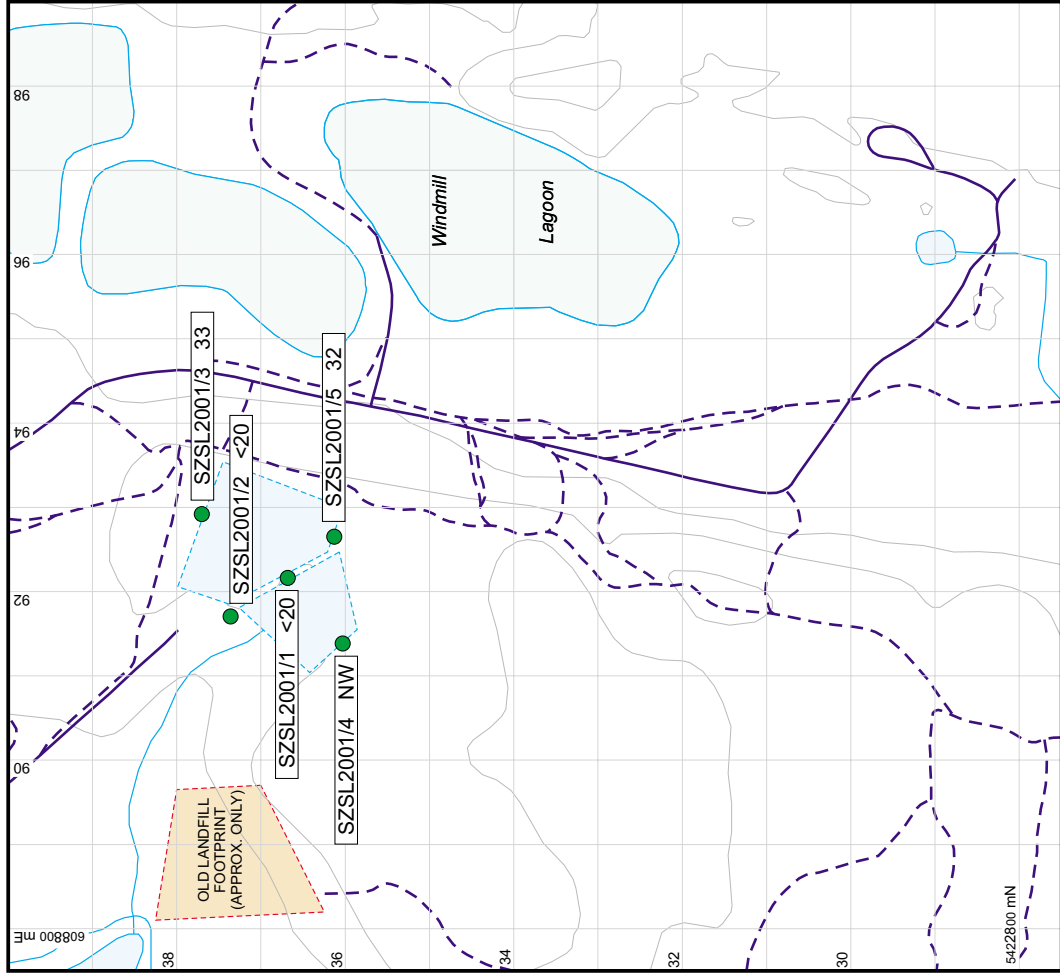 98
96
94
92
90
608800 mE
38
36
34
32
30
5422800 mN
Windmill
Lagoon
SZSL2001/3 33
SZSL2001/2 <20
SZSL2001/5 32
SZSL2001/1 <20
SZSL2001/4 NW
OLD LANDFILL
FOOTPRINT
(APPROX. ONLY)